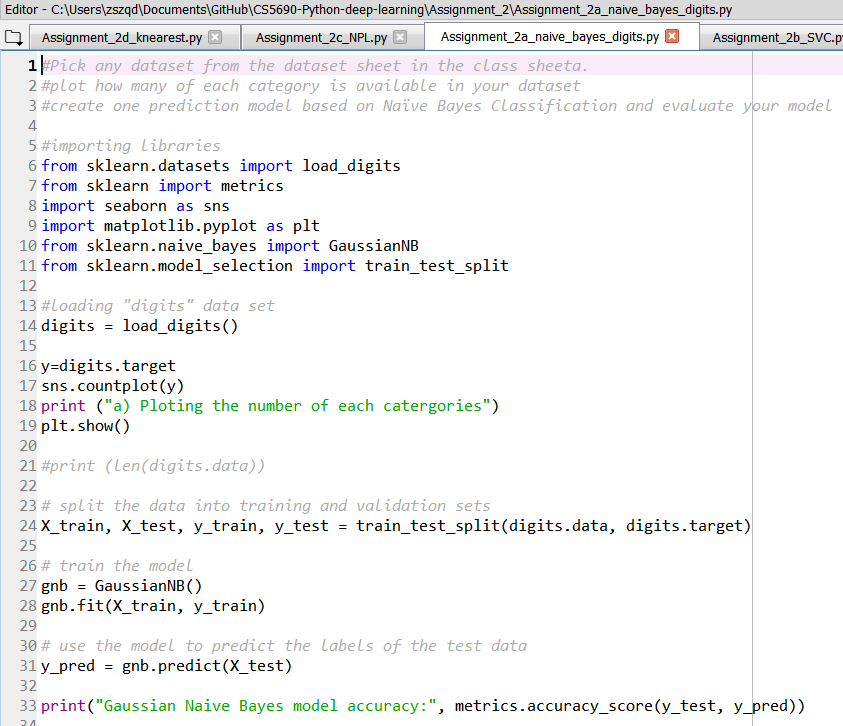 Editor - C:\Users\zszqd\Documents\GitHub\CS5690-Python-deep-learning\Assignment_2\Assignment_2a_naive_bayes_digits.py
Assignment_2d_knearest.py Assignment_2c_NPL.py Assignment_2a_naive_bayes_digits.py Assignment_2b_SVC.p
1 #Pick any dataset from the dataset sheet in the class sheeta.
2 #plot how many of each category is available in your dataset
3 #create one prediction model based on Naïve Bayes Classification and evaluate your model
4
5 #importing libraries
6 from sklearn.datasets import load_digits
7 from sklearn import metrics
8 import seaborn as sns
9 import matplotlib.pyplot as plt
10 from sklearn.naive_bayes import GaussianNB
11 from sklearn.model_selection import train_test_split
12
13 #loading "digits" data set
14 digits = load_digits()
15
16 y=digits.target
17 sns.countplot(y)
18 print ("a) Ploting the number of each catergories")
19 plt.show()
20
21 #print (len(digits.data))
22
23 # split the data into training and validation sets
24 X_train, X_test, y_train, y_test = train_test_split(digits.data, digits.target)
25
26 # train the model
27 gnb = GaussianNB()
28 gnb.fit(X_train, y_train)
29
30 # use the model to predict the labels of the test data
31 y_pred = gnb.predict(X_test)
32
33 print("Gaussian Naive Bayes model accuracy:", metrics.accuracy_score(y_test, y_pred))
34